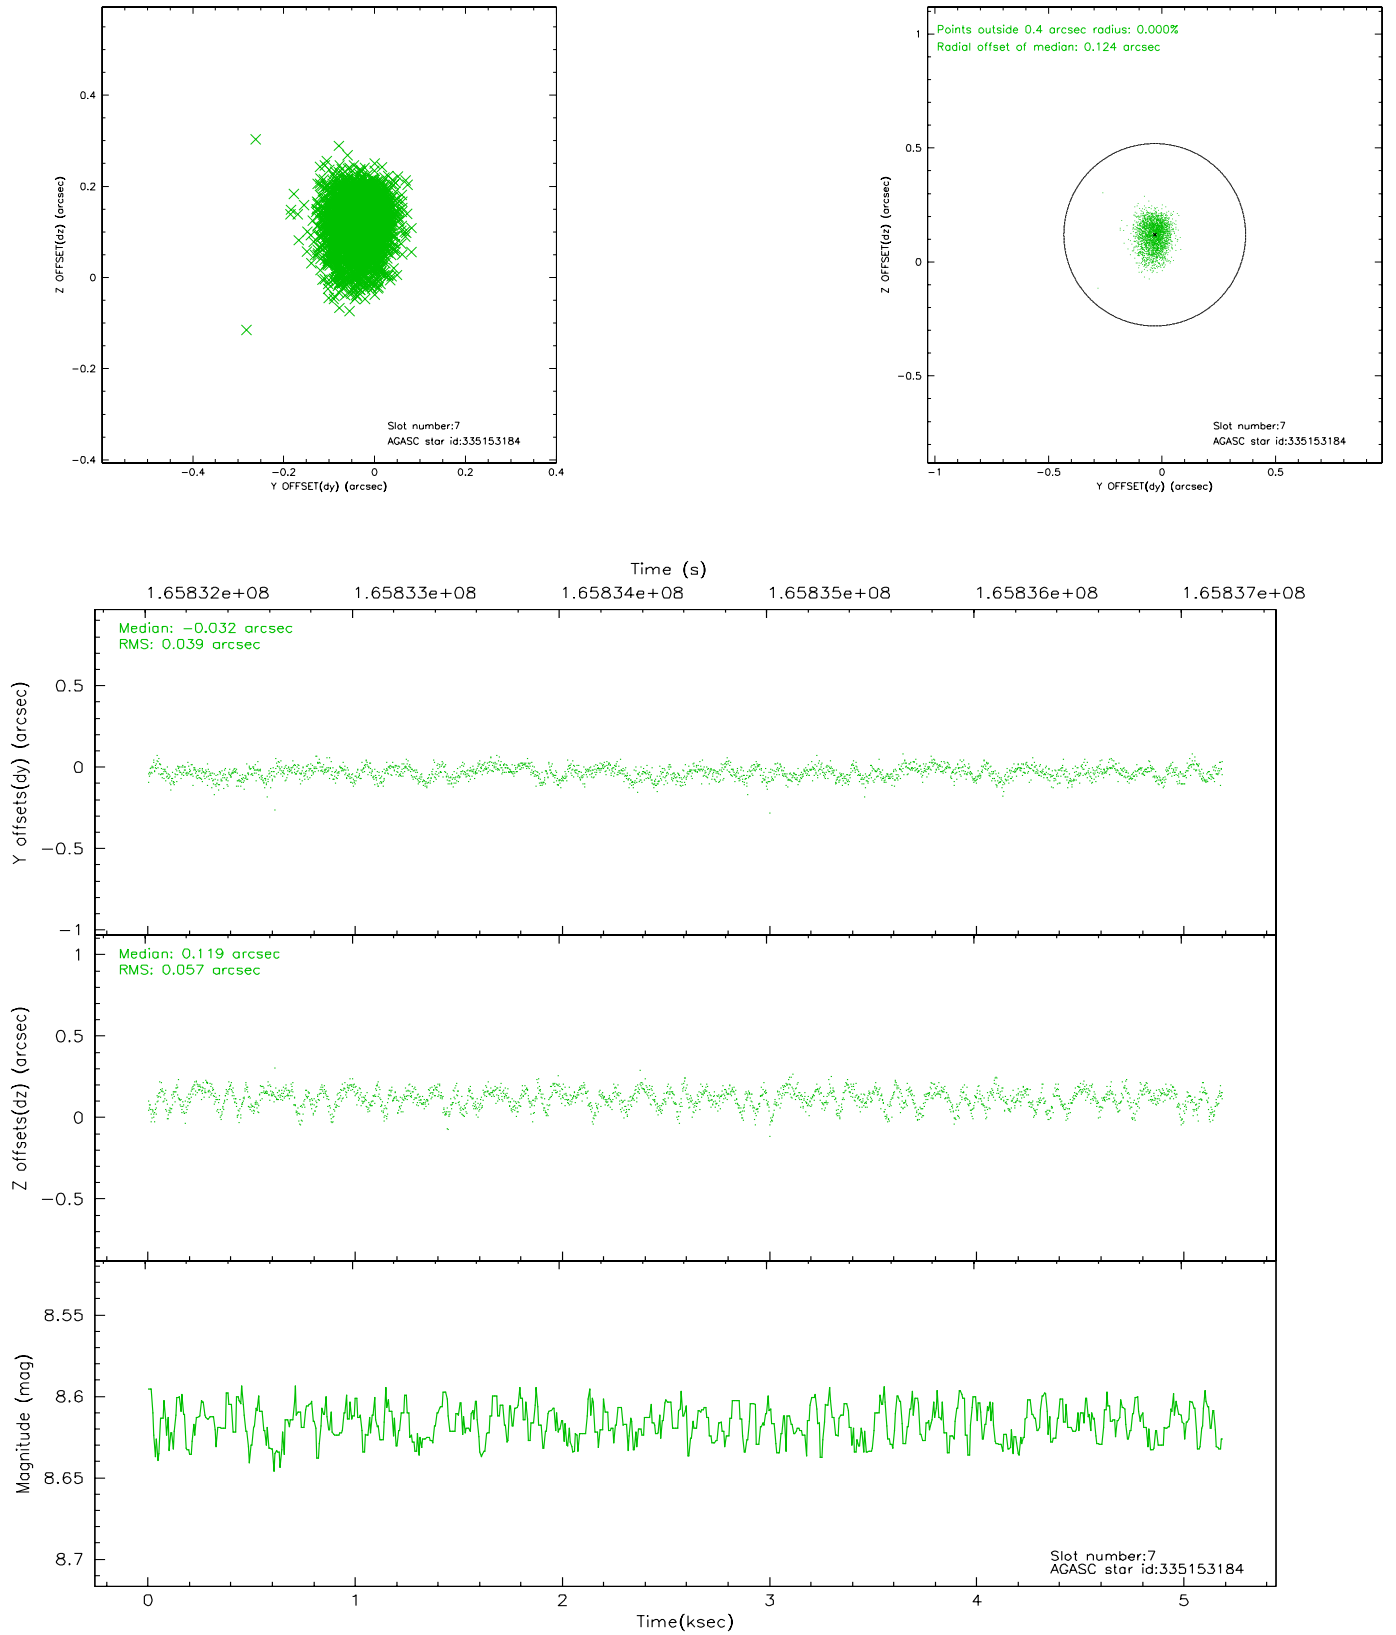 0.4
0.2
0
−0.2
−0.4
Z OFFSET(dz) (arcsec)
−0.4
−0.2
0
0.2
0.4
Y OFFSET(dy) (arcsec)
Slot number:7
AGASC star id:335153184
Points outside 0.4 arcsec radius: 0.000%
Radial offset of median: 0.124 arcsec
1
0.5
0
−0.5
Z OFFSET(dz) (arcsec)
−1
−0.5
0
0.5
Y OFFSET(dy) (arcsec)
Slot number:7
AGASC star id:335153184
Time (s)
1.65832e+08
1.65833e+08
1.65834e+08
1.65835e+08
1.65836e+08
1.65837e+08
Median: −0.032 arcsec
RMS: 0.039 arcsec
0.5
0
−0.5
−1
Y offsets(dy) (arcsec)
Median: 0.119 arcsec
RMS: 0.057 arcsec
1
0.5
0
−0.5
Z offsets(dz) (arcsec)
8.55
8.6
8.65
8.7
Magnitude (mag)
Slot number:7
AGASC star id:335153184
0
1
2
3
4
5
Time(ksec)